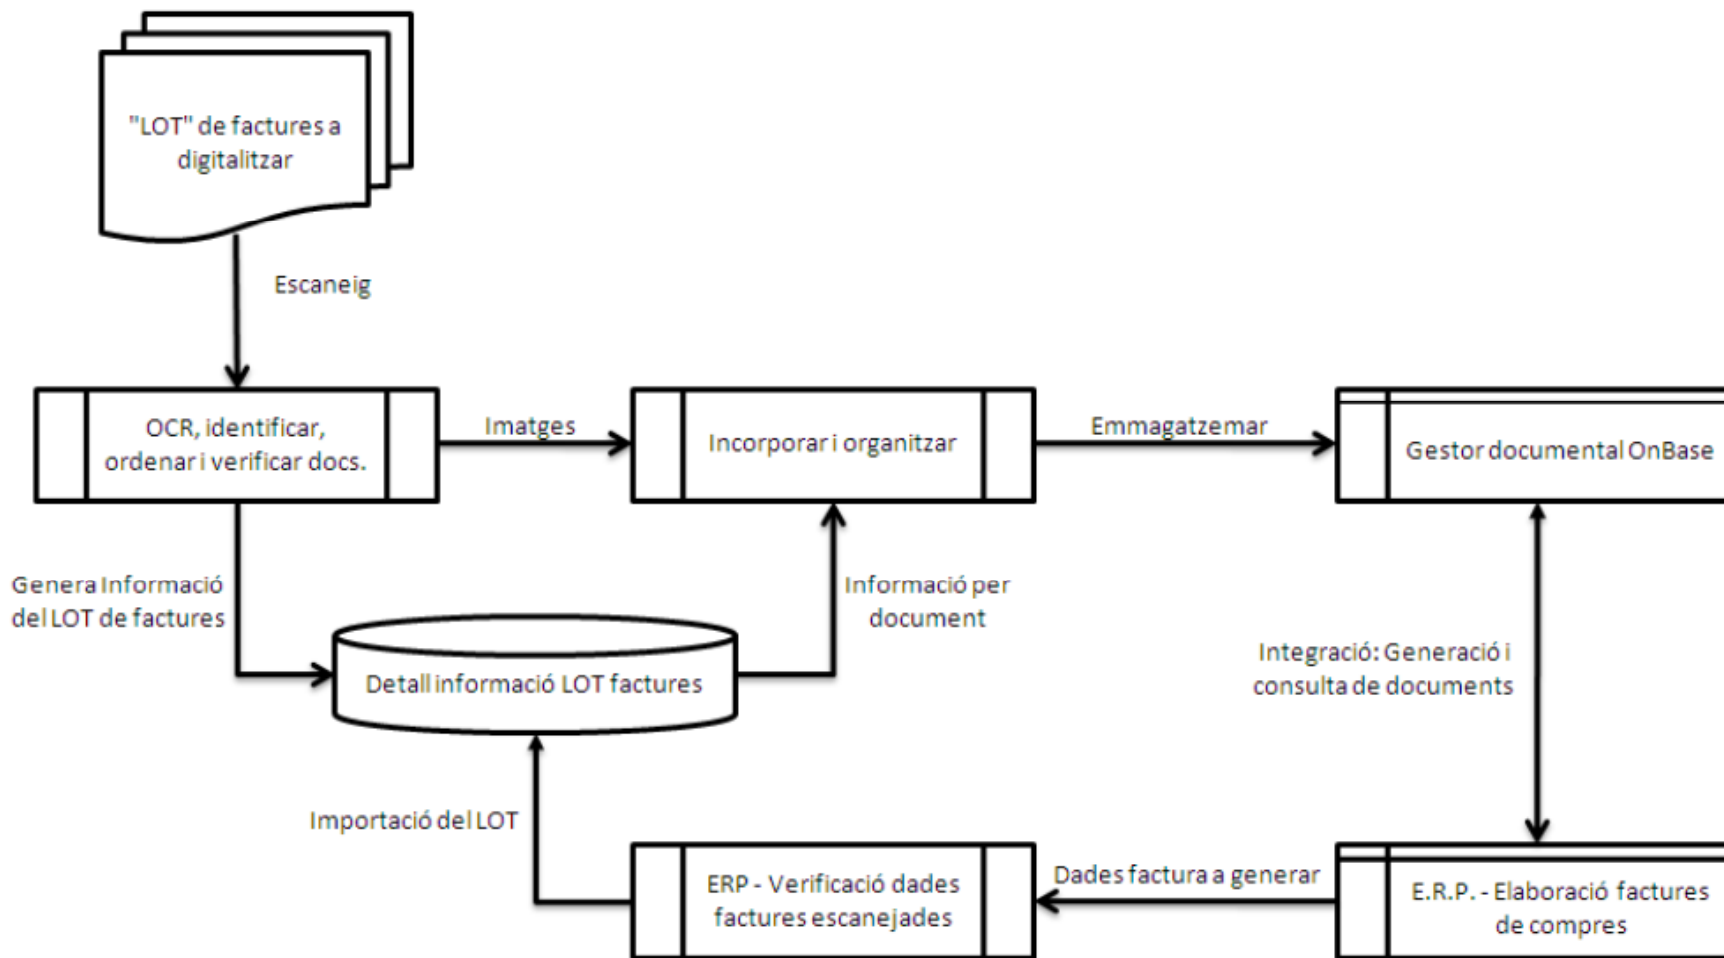 "LOT" de factures a
digitalitzar
Escaneig
OCR, identificar,
ordenar i verificar docs.
Imatges
Incorporar i organitzar
Emmagatzemar
Gestor documental OnBase
Genera Informació
del LOT de factures
Informació per
document
Detall informació LOT factures
Integració: Generació i
consulta de documents
Importació del LOT
ERP - Verificació dades
factures escanejades
Dades factura a generar
E.R.P. - Elaboració factures
de compres